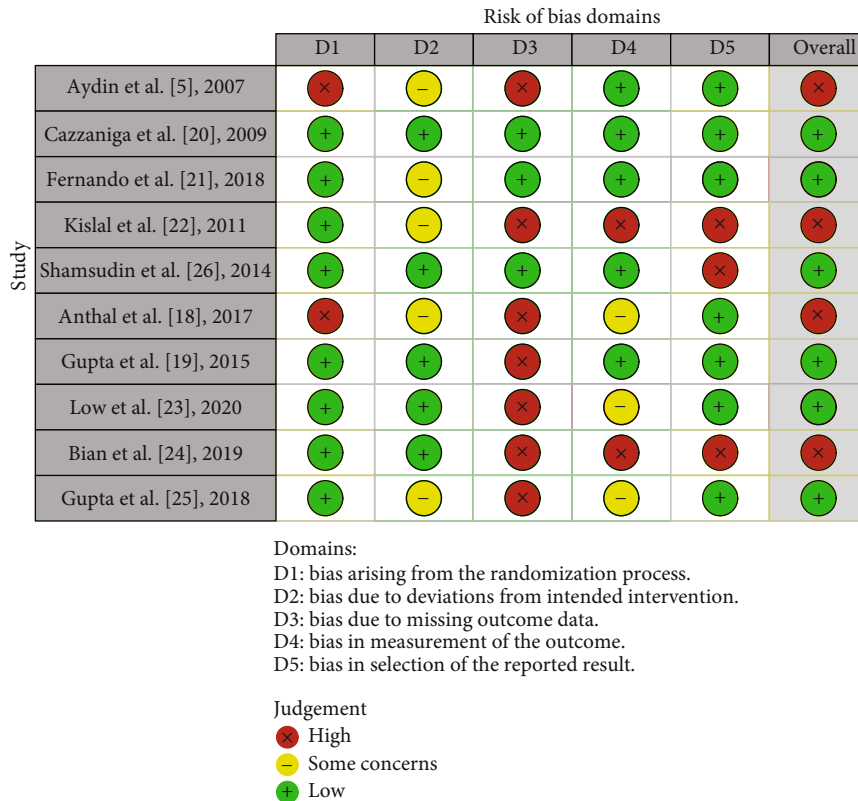 Risk of bias domains
D1 D2 D3 D4 D5 Overall
Study
Aydin et al. [5], 2007 × − × + + ×
Cazzaniga et al. [20], 2009 + + + + + +
Fernando et al. [21], 2018 + − + + + +
Kislal et al. [22], 2011 + − × × × ×
Shamsudin et al. [26], 2014 + + + + × +
Anthal et al. [18], 2017 × − × − + ×
Gupta et al. [19], 2015 + + × + + +
Low et al. [23], 2020 + + × − + +
Bian et al. [24], 2019 + + × × × ×
Gupta et al. [25], 2018 + − × − + +
Domains:
D1: bias arising from the randomization process.
D2: bias due to deviations from intended intervention.
D3: bias due to missing outcome data.
D4: bias in measurement of the outcome.
D5: bias in selection of the reported result.
Judgement
× High
− Some concerns
+ Low